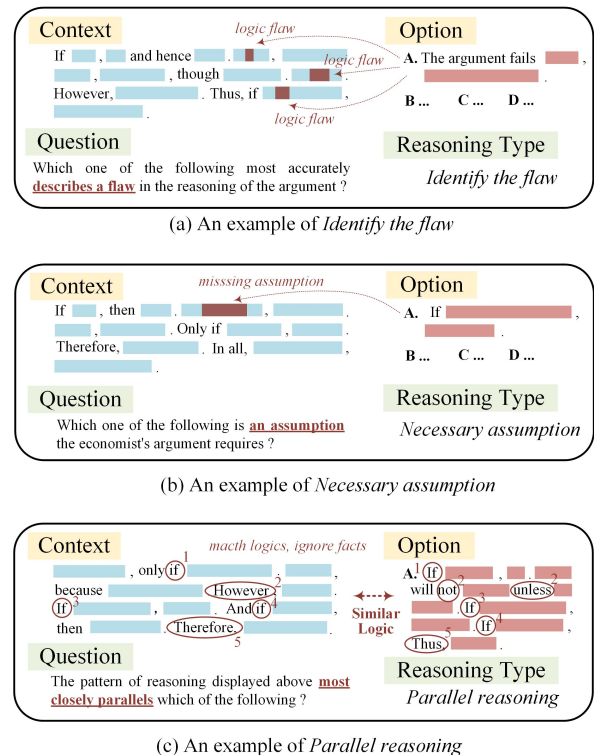 Context
logic flaw
Option
If , and hence . ,
A. The argument fails ,
logic flaw
, , though . .
.
However, . Thus, if ,
logic flaw
B ... C ... D ...
.
Question
Reasoning Type
Which one of the following most accurately
describes a flaw in the reasoning of the argument ?
Identify the flaw
(a) An example of Identify the flaw
misssing assumption
Context
Option
If , then . , .
A. If ,
, . Only if , .
.
Therefore, . In all, ,
B ... C ... D ...
.
Question
Reasoning Type
Which one of the following is an assumption
the economist's argument requires ?
Necessary assumption
(b) An example of Necessary assumption
Context
macth logics, ignore facts
Option
1
, only if . ,
1
A. If , . .
2
because However, .
2 2
will not unless
3 4
If , . And if ,
3
. If ,
Similar
Logic
then . Therefore, .
4
. If ,
5
5
Thus, .
Question
Reasoning Type
The pattern of reasoning displayed above most
closely parallels which of the following ?
Parallel reasoning
(c) An example of Parallel reasoning